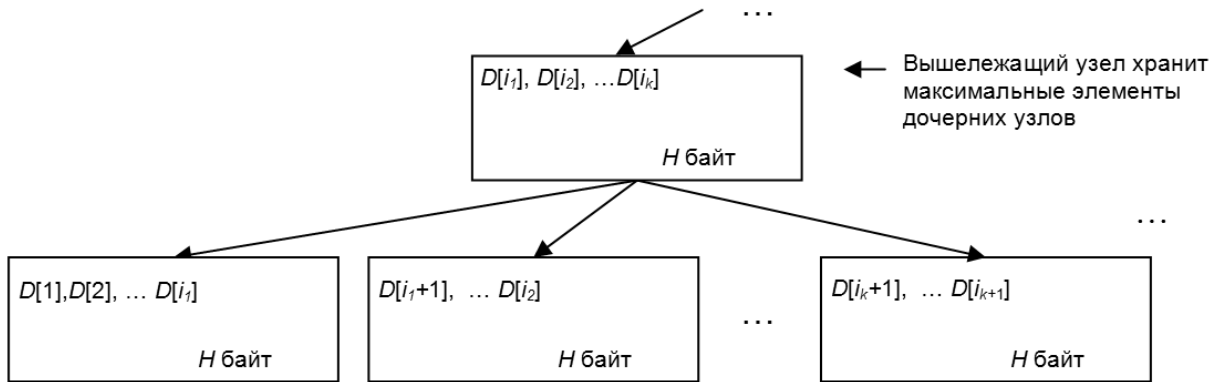 ...
D[i₁], D[i₂], …D[iₖ]
H байт
Вышележащий узел хранит
максимальные элементы
дочерних узлов
...
D[1],D[2], … D[i₁]
H байт
D[i₁+1], … D[i₂]
H байт
...
D[iₖ+1], … D[iₖ₊₁]
H байт